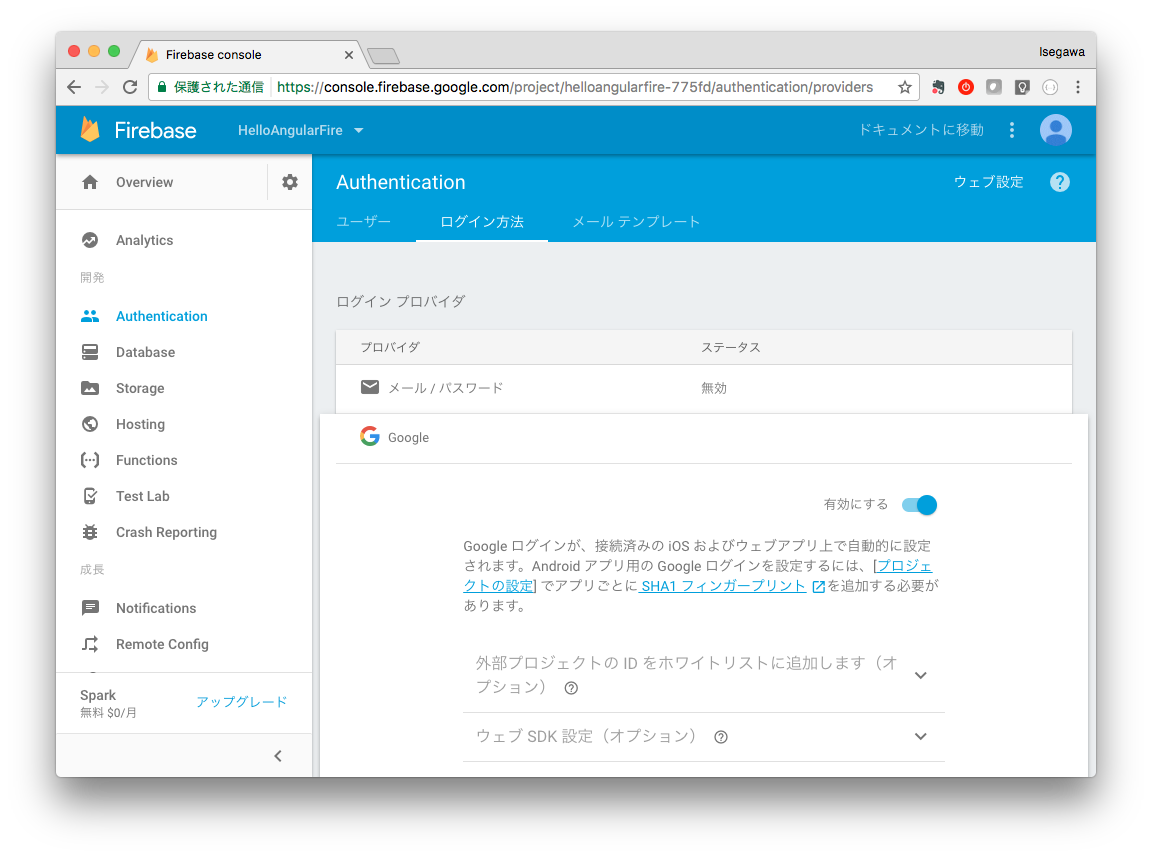 Firebase console
Isegawa
保護された通信 https://console.firebase.google.com/project/helloangularfire-775fd/authentication/providers
Firebase HelloAngularFire ドキュメントに移動
Overview
Authentication ウェブ設定
ユーザー ログイン方法 メール テンプレート
Analytics
開発
Authentication
Database
Storage
Hosting
Functions
Test Lab
Crash Reporting
成長
Notifications
Remote Config
Spark
無料 $0/月
アップグレード
ログイン プロバイダ
プロバイダ ステータス
メール / パスワード 無効
Google
有効にする
Google ログインが、接続済みの iOS およびウェブアプリ上で自動的に設定
されます。Android アプリ用の Google ログインを設定するには、[プロジェ
クトの設定] でアプリごとに SHA1 フィンガープリント を追加する必要が
あります。
外部プロジェクトの ID をホワイトリストに追加します（オ
プション）
ウェブ SDK 設定（オプション）